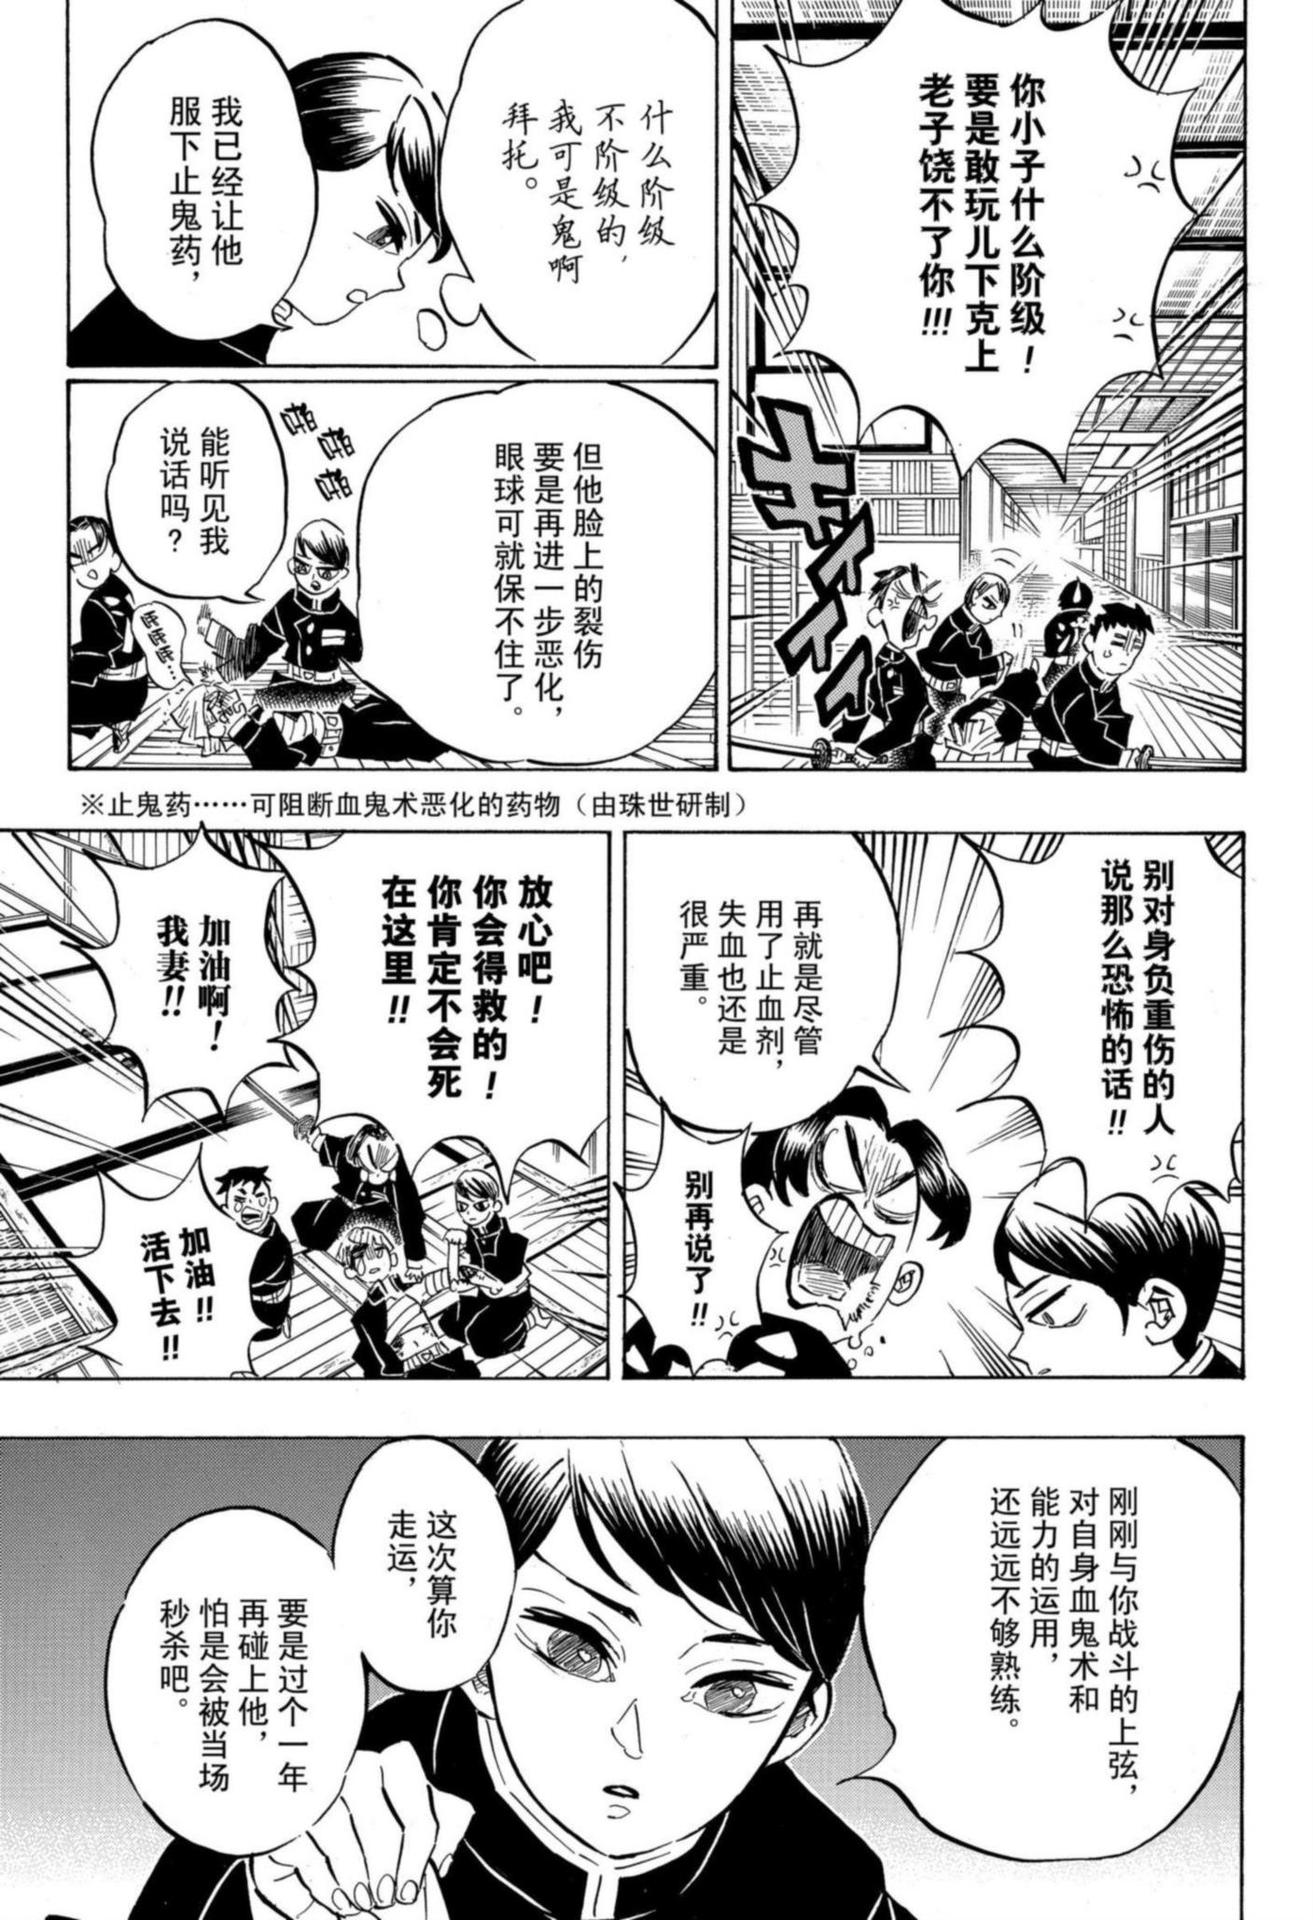 你小子什么阶级！
要是敢玩儿下克上
老子饶不了你!!!
キィィィ
什么阶级
不阶级的，
我可是鬼啊
拜托。
我已经让他
服下止鬼药，
但他脸上的裂伤
要是再进一步恶化，
眼球可就保不住了。
能听见我
说话吗？
※止鬼药……可阻断血鬼术恶化的药物（由珠世研制）
别对身负重伤的人
说那么恐怖的话!!
再就是尽管
用了止血剂，
失血也还是
很严重。
别再说了!!
放心吧！
你会得救的！
你肯定不会死
在这里!!
加油啊！
我妻!!
加油!!
活下去!!
刚刚与你战斗的上弦，
对自身血鬼术和
能力的运用，
还远远不够熟练。
这次算你
走运，
要是过个一年
再碰上他，
怕是会被当场
秒杀吧。